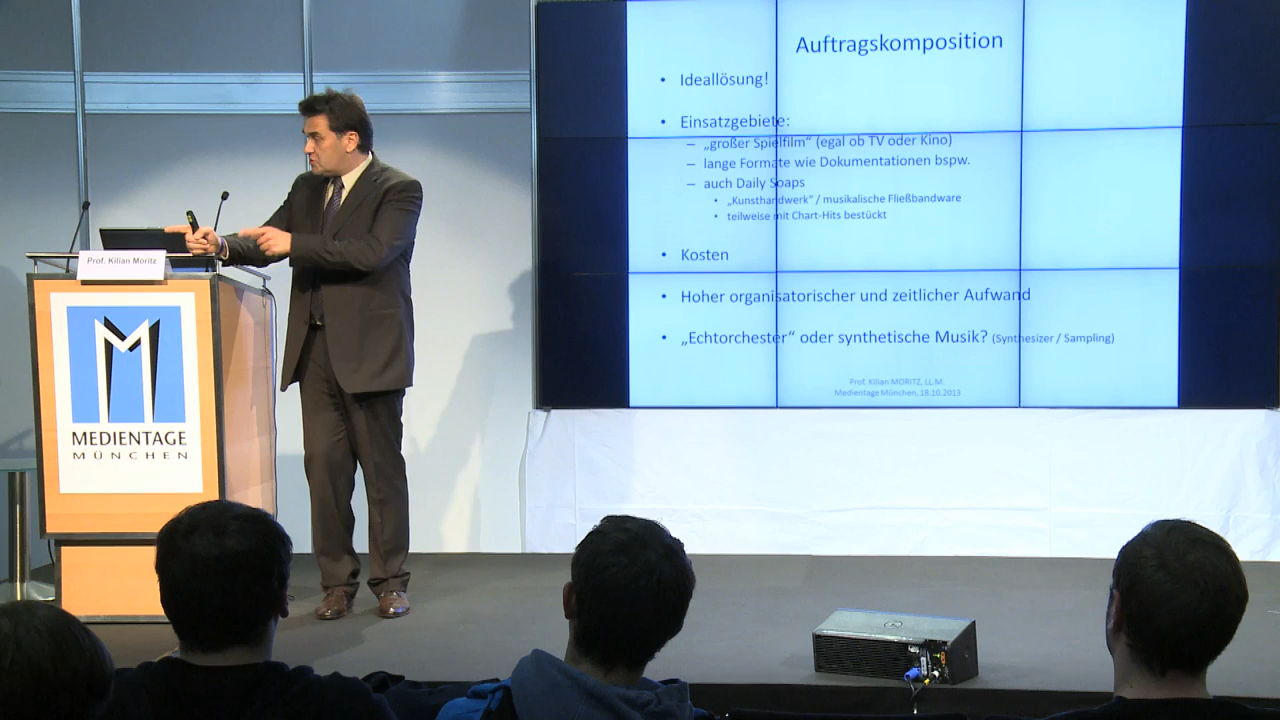 Auftragskomposition
• Ideallösung!
• Einsatzgebiete:
– „großer Spielfilm“ (egal ob TV oder Kino)
– lange Formate wie Dokumentationen bspw.
– auch Daily Soaps
• „Kunsthandwerk“ / musikalische Fließbandware
• teilweise mit Chart-Hits bestückt
• Kosten
• Hoher organisatorischer und zeitlicher Aufwand
• „Echtorchester“ oder synthetische Musik? (Synthesizer / Sampling)
Prof. Kilian MORITZ, LL.M.
Medientage München, 18.10.2013
Prof. Kilian Moritz
M
MEDIENTAGE
MÜNCHEN